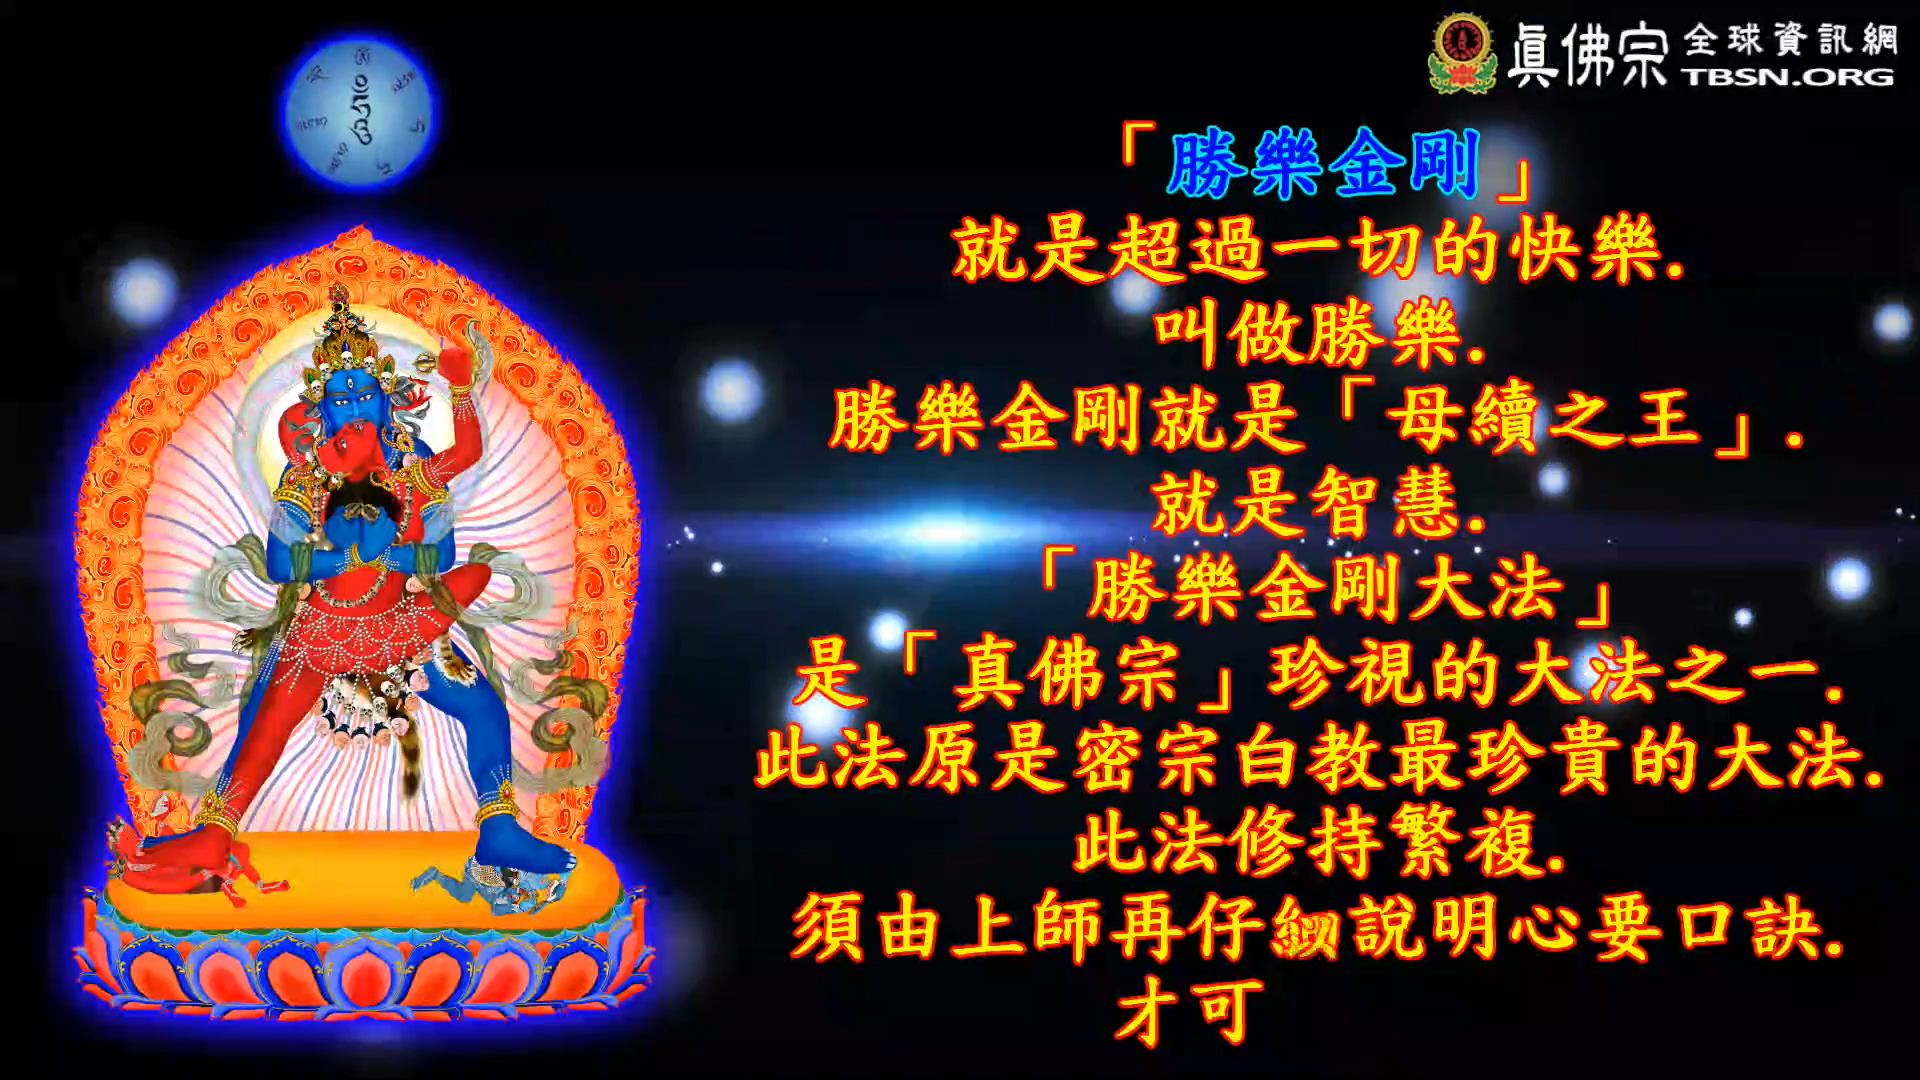 真佛宗全球資訊網
TBSN.ORG
「勝樂金剛」
就是超過一切的快樂.
叫做勝樂.
勝樂金剛就是「母續之王」.
就是智慧.
「勝樂金剛大法」
是「真佛宗」珍視的大法之一.
此法原是密宗白教最珍貴的大法.
此法修持繁複.
須由上師再仔 說明心要口訣.
才可